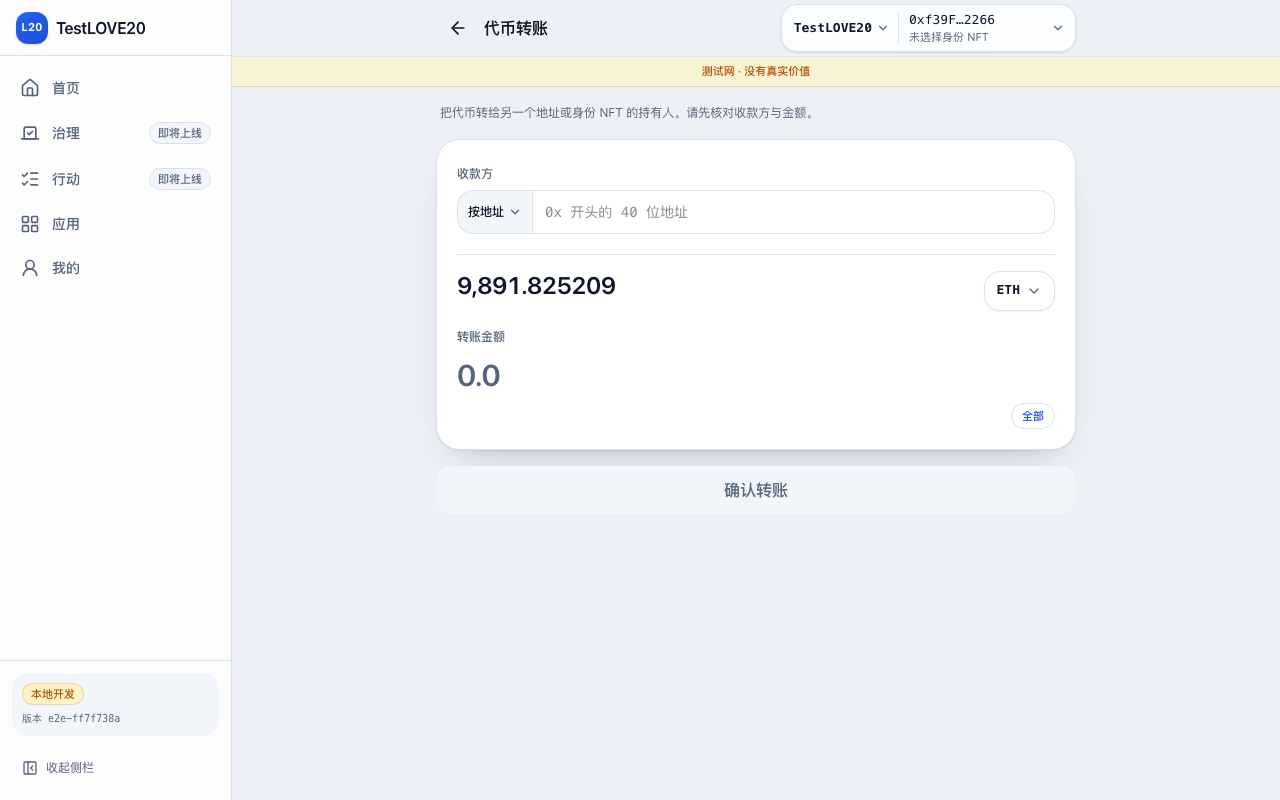 L20 TestLOVE20
首页
治理 即将上线
行动 即将上线
应用
我的
本地开发
版本 e2e-ff7f738a
收起侧栏
代币转账
TestLOVE20
0xf39F…2266
未选择身份 NFT
测试网 · 没有真实价值
把代币转给另一个地址或身份 NFT 的持有人。请先核对收款方与金额。
收款方
按地址 0x 开头的 40 位地址
9,891.825209 ETH
转账金额
0.0
全部
确认转账